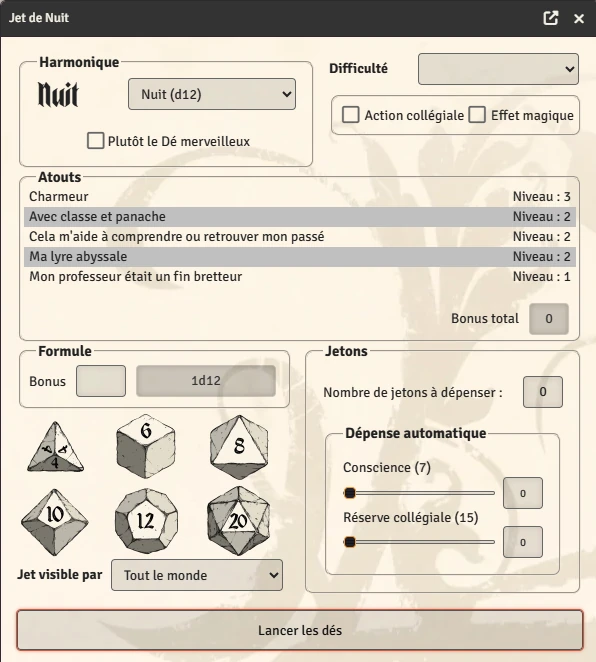 Jet de Nuit
Harmonique
Nuit
Nuit (d12)
Plutôt le Dé merveilleux
Difficulté
Action collégiale
Effet magique
Atouts
Charmeur Niveau : 3
Avec classe et panache Niveau : 2
Cela m'aide à comprendre ou retrouver mon passé Niveau : 2
Ma lyre abyssale Niveau : 2
Mon professeur était un fin bretteur Niveau : 1
Bonus total 0
Formule
Bonus 1d12
4
6
8
10
12
20
Jet visible par Tout le monde
Jetons
Nombre de jetons à dépenser : 0
Dépense automatique
Conscience (7)
0
Réserve collégiale (15)
0
Lancer les dés